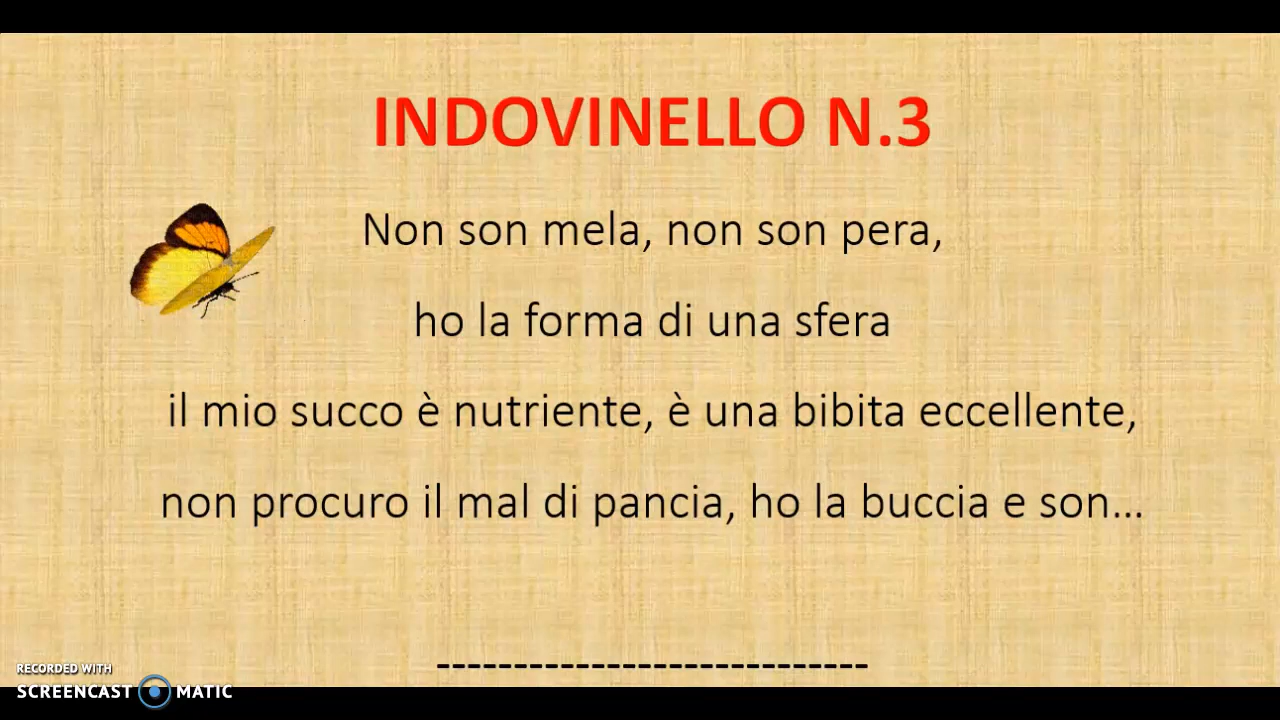 INDOVINELLO N.3
Non son mela, non son pera,
ho la forma di una sfera
il mio succo è nutriente, è una bibita eccellente,
non procuro il mal di pancia, ho la buccia e son...
----------------------------
RECORDED WITH
SCREENCAST MATIC